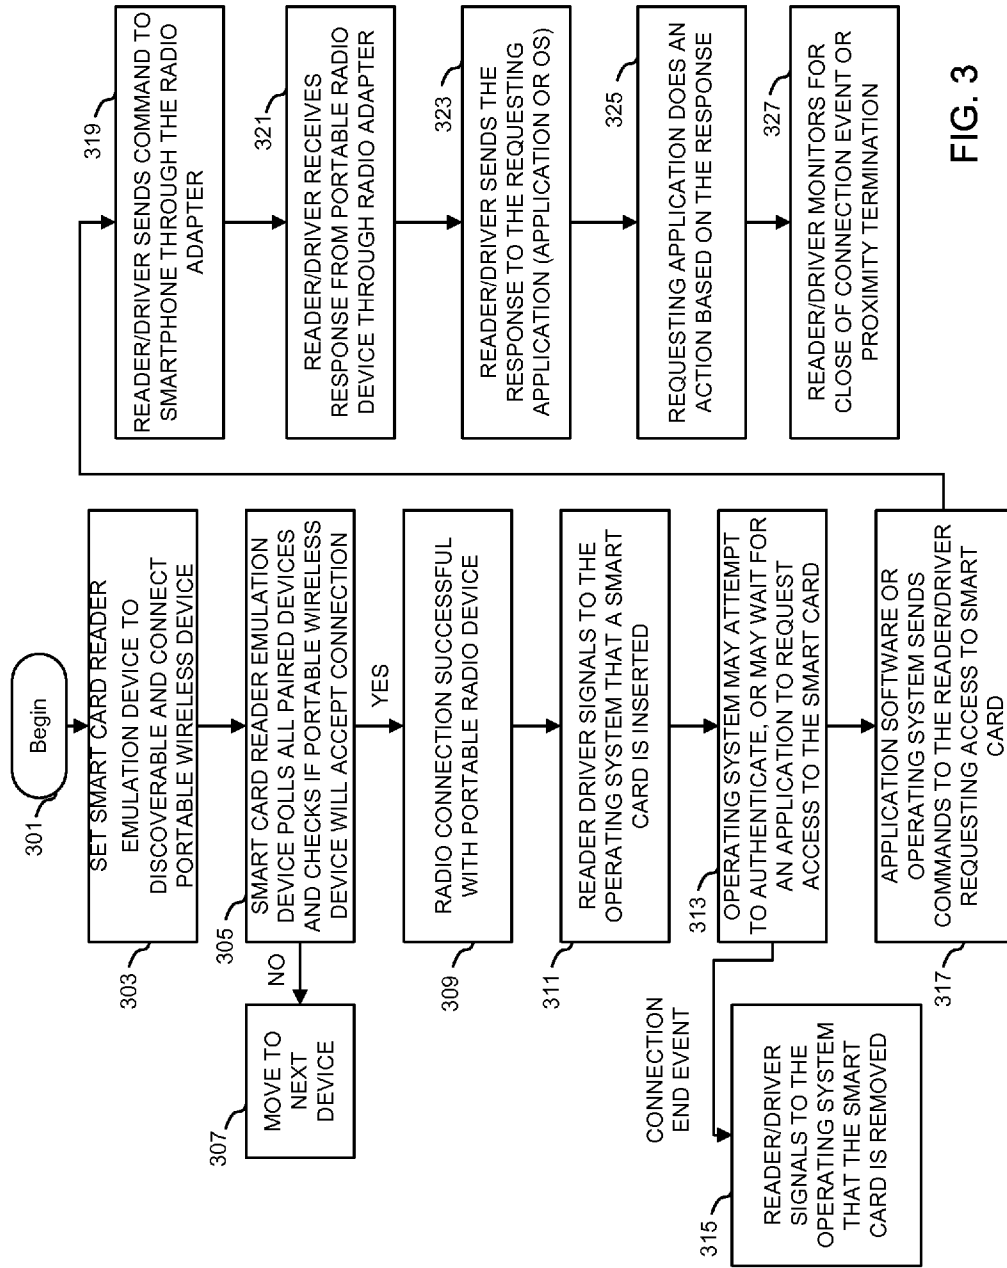 Begin
301
SET SMART CARD READER
EMULATION DEVICE TO
DISCOVERABLE AND CONNECT
PORTABLE WIRELESS DEVICE
303
SMART CARD READER EMULATION
DEVICE POLLS ALL PAIRED DEVICES
AND CHECKS IF PORTABLE WIRELESS
DEVICE WILL ACCEPT CONNECTION
305
NO
MOVE TO
NEXT
DEVICE
307
YES
RADIO CONNECTION SUCCESSFUL
WITH PORTABLE RADIO DEVICE
309
READER DRIVER SIGNALS TO THE
OPERATING SYSTEM THAT A SMART
CARD IS INSERTED
311
OPERATING SYSTEM MAY ATTEMPT
TO AUTHENTICATE, OR MAY WAIT FOR
AN APPLICATION TO REQUEST
ACCESS TO THE SMART CARD
313
CONNECTION
END EVENT
READER/DRIVER
SIGNALS TO THE
OPERATING SYSTEM
THAT THE SMART
CARD IS REMOVED
315
APPLICATION SOFTWARE OR
OPERATING SYSTEM SENDS
COMMANDS TO THE READER/DRIVER
REQUESTING ACCESS TO SMART
CARD
317
READER/DRIVER SENDS COMMAND TO
SMARTPHONE THROUGH THE RADIO
ADAPTER
319
READER/DRIVER RECEIVES
RESPONSE FROM PORTABLE RADIO
DEVICE THROUGH RADIO ADAPTER
321
READER/DRIVER SENDS THE
RESPONSE TO THE REQUESTING
APPLICATION (APPLICATION OR OS)
323
REQUESTING APPLICATION DOES AN
ACTION BASED ON THE RESPONSE
325
READER/DRIVER MONITORS FOR
CLOSE OF CONNECTION EVENT OR
PROXIMITY TERMINATION
327
FIG. 3